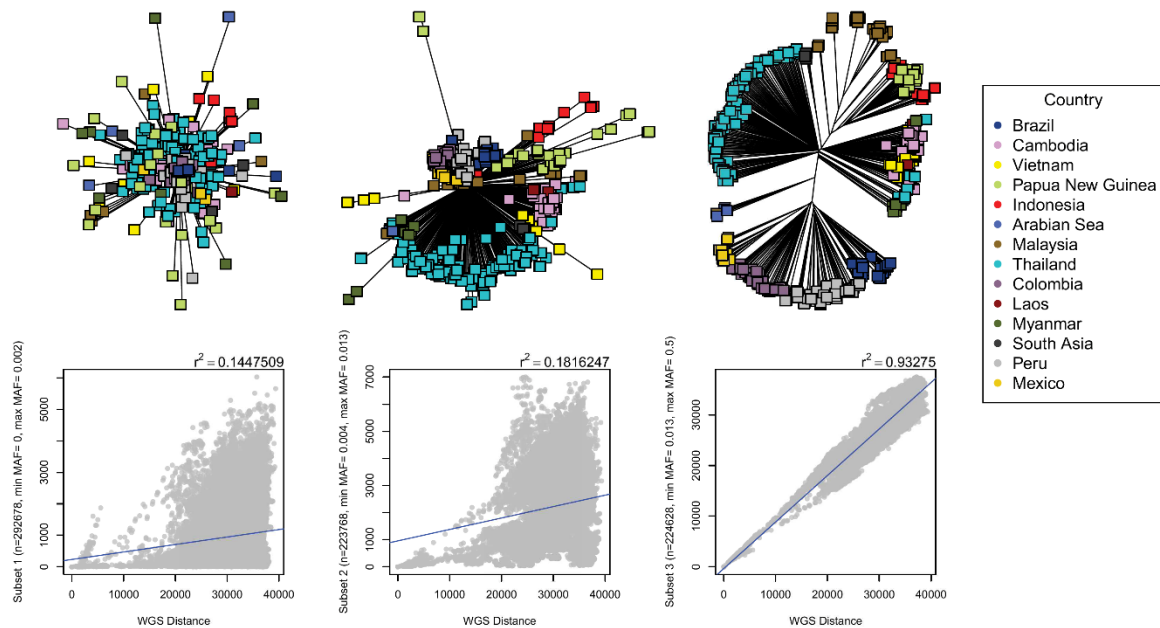 Country
Brazil
Cambodia
Vietnam
Papua New Guinea
Indonesia
Arabian Sea
Malaysia
Thailand
Colombia
Laos
Myanmar
South Asia
Peru
Mexico
r² = 0.1447509
Subset 1 (n=292678, min MAF= 0, max MAF= 0.002)
5000
3000
1000
0
0 10000 20000 30000 40000
WGS Distance
r² = 0.1816247
Subset 2 (n=223768, min MAF= 0.004, max MAF= 0.013)
7000
5000
3000
1000
0
0 10000 20000 30000 40000
WGS Distance
r² = 0.93275
Subset 3 (n=224628, min MAF= 0.013, max MAF= 0.5)
30000
20000
10000
0
0 10000 20000 30000 40000
WGS Distance